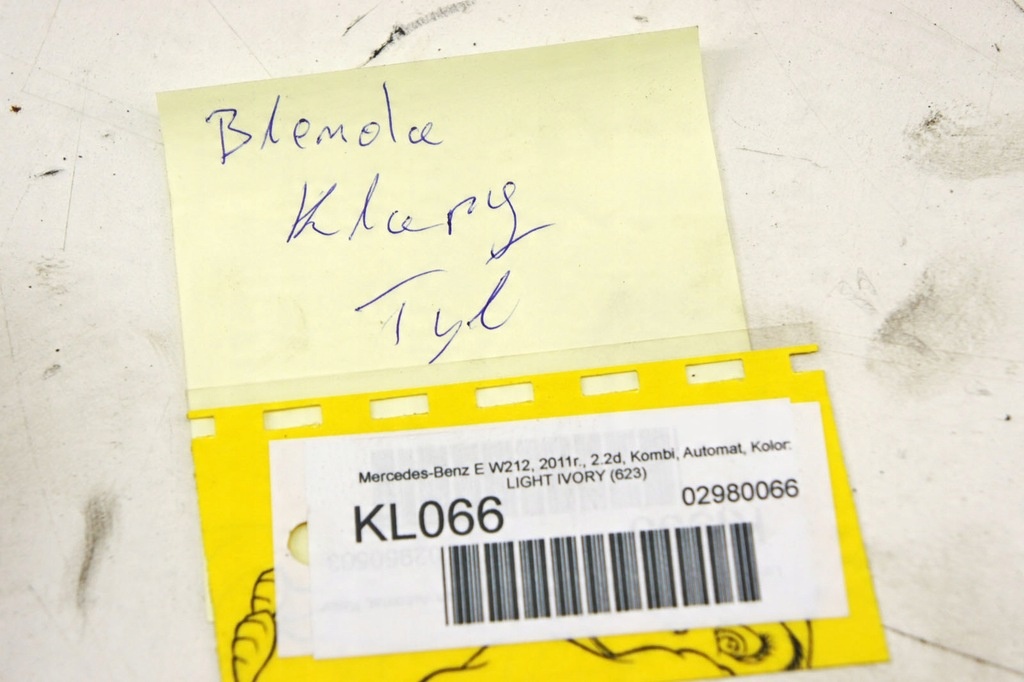 Blenda
Klapy
Tyl
Mercedes-Benz E W212, 2011r., 2.2d, Kombi, Automat, Kolor:
LIGHT IVORY (623)
KL066
02980066